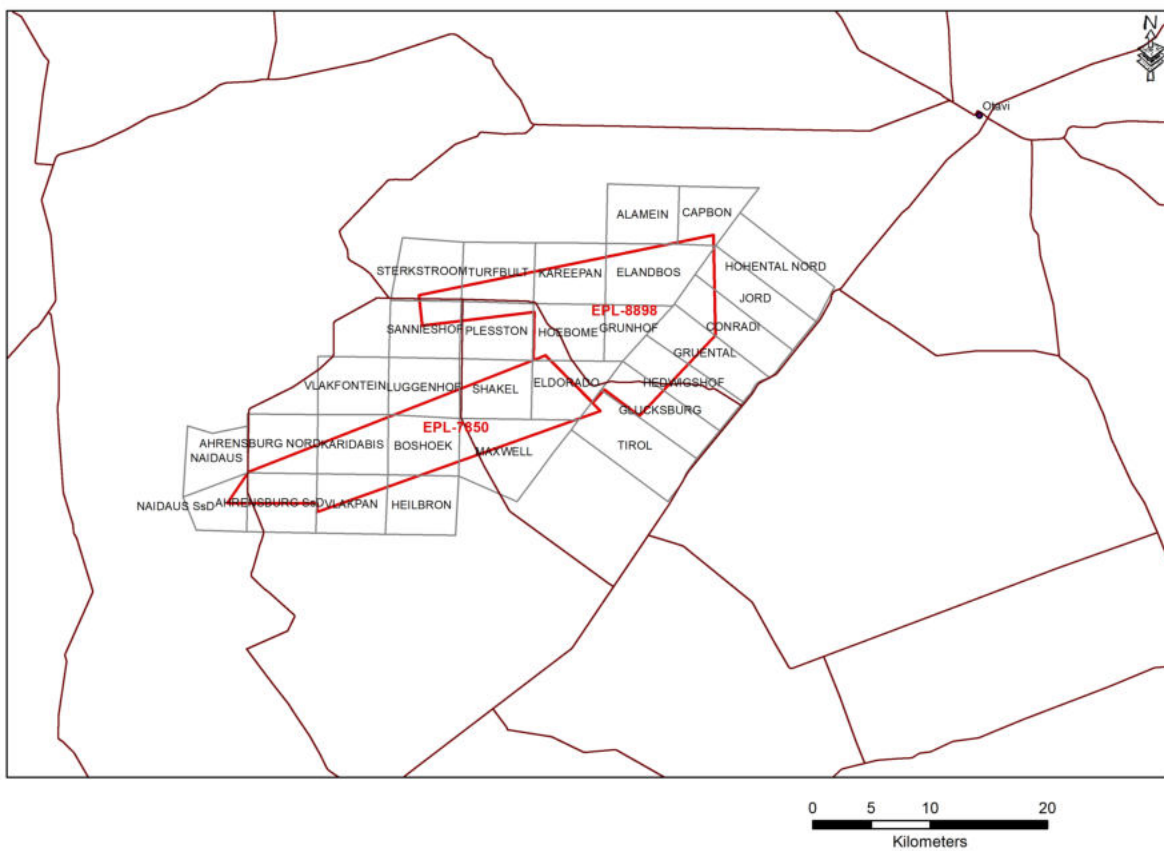 N
Otavi
ALAMEIN
CAPBON
STERKSTROOM
TURFBULT
KAREEPAN
ELANDBOS
HOHENTAL NORD
JORD
EPL-8898
SANNIESHOF
PLESSTON
HOEBOME
GRUNHOF
CONRADI
GRUENTAL
VLAKFONTEIN
LUGGENHOF
SHAKEL
ELDORADO
HEDWIGSHOF
GLUCKSBURG
EPL-7850
AHRENSBURG NORD
KARIDABIS
BOSHOEK
MAXWELL
TIROL
NAIDAUS
NAIDAUS SsD
AHRENSBURG SsD
VLAKPAN
HEILBRON
0 5 10 20
Kilometers